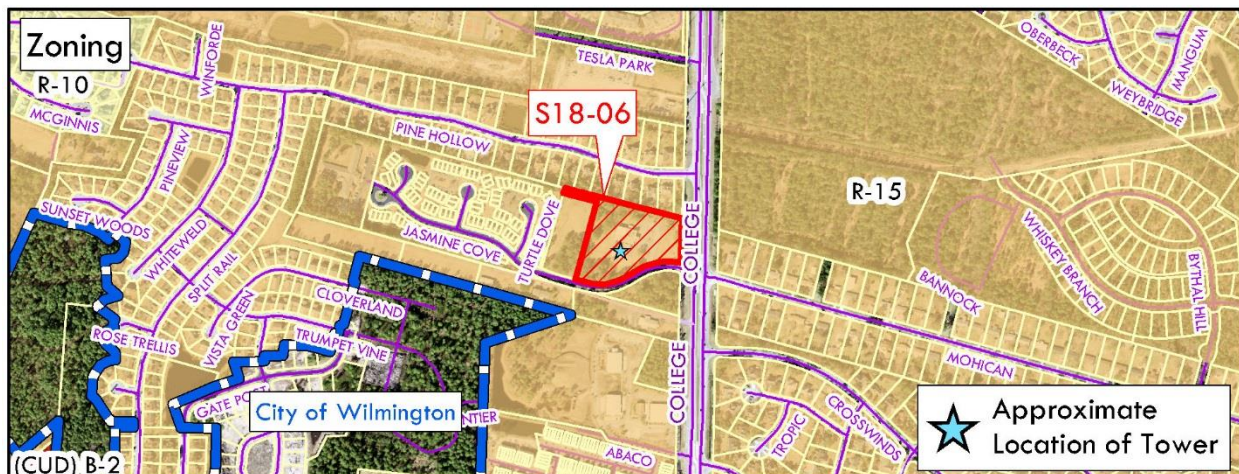 Zoning
R-10
MCGINNIS
WINFORDE
TESLA PARK
OBERBECK
MANGUM
WEYBRIDGE
S18-06
PINE HOLLOW
PINEVIEW
R-15
SUNSET WOODS
WHITEWELD
SPLIT RAIL
JASMINE COVE
TURTLE DOVE
COLLEGE
WHISKEY BRANCH
BYTHAL HILL
BANNOCK
CLOVERLAND
VISTA GREEN
ROSE TRELLIS
TRUMPET VINE
MOHICAN
GATE POST
City of Wilmington
NTIER
COLLEGE
CROSSWINDS
TROPIC
ABACO
(CUD) B-2
Approximate
Location of Tower